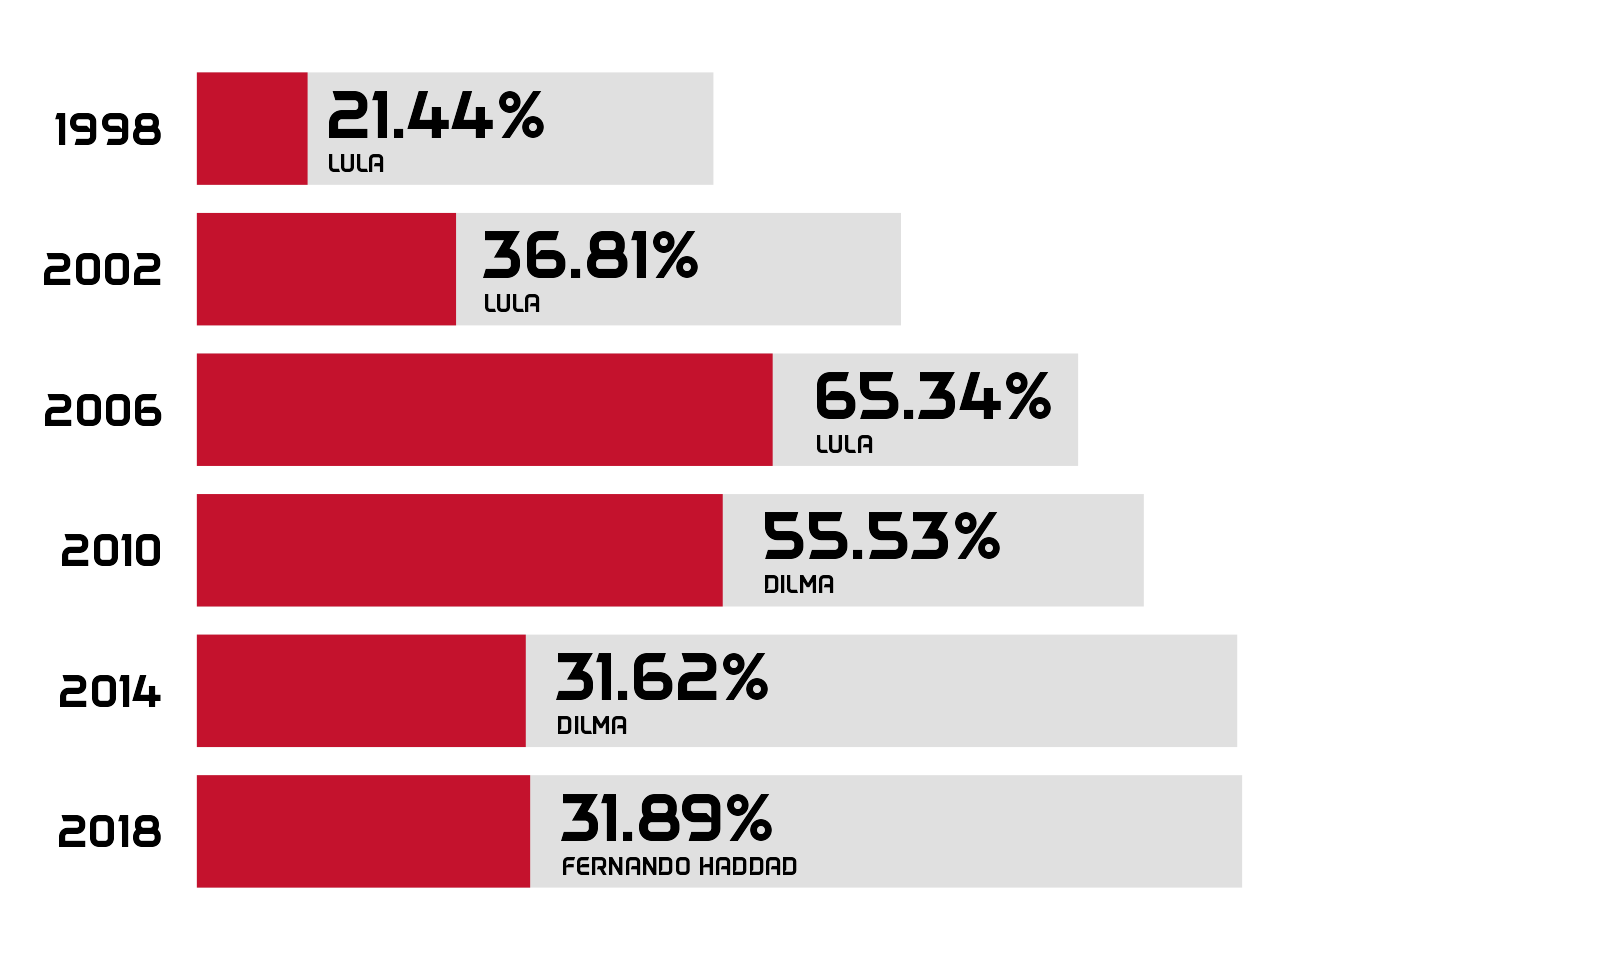 1998
21.44%
LULA
2002
36.81%
LULA
2006
65.34%
LULA
2010
55.53%
DILMA
2014
31.62%
DILMA
2018
31.89%
FERNANDO HADDAD